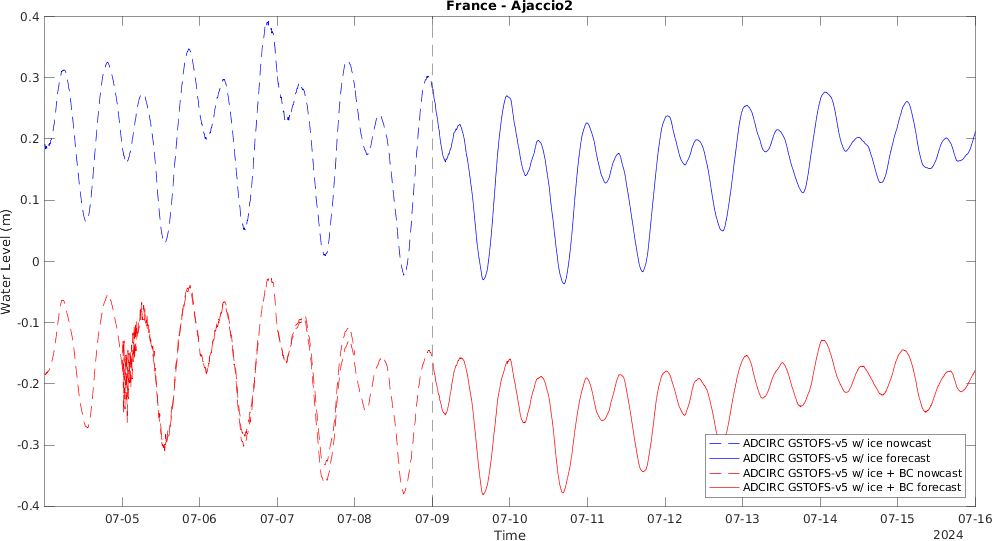 France - Ajaccio2
Water Level (m)
0.4
0.3
0.2
0.1
0
-0.1
-0.2
-0.3
-0.4
ADCIRC GSTOFS-v5 w/ ice nowcast
ADCIRC GSTOFS-v5 w/ ice forecast
ADCIRC GSTOFS-v5 w/ ice + BC nowcast
ADCIRC GSTOFS-v5 w/ ice + BC forecast
07-05 07-06 07-07 07-08 07-09 07-10 07-11 07-12 07-13 07-14 07-15 07-16
Time
2024